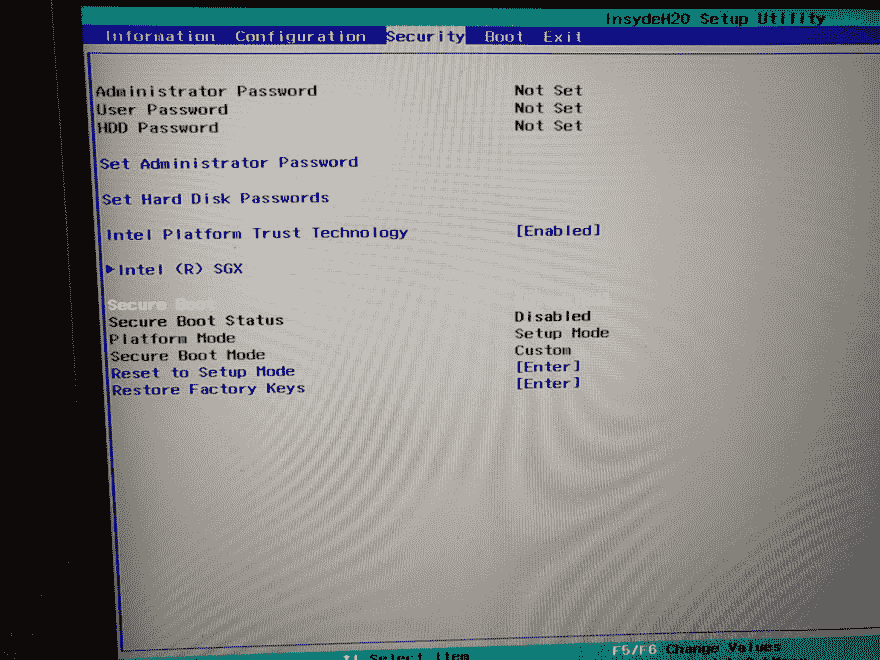 InsydeH20 Setup Utility
Information Configuration Security Boot Exit
Administrator Password Not Set
User Password Not Set
HDD Password Not Set
Set Administrator Password
Set Hard Disk Passwords
Intel Platform Trust Technology [Enabled]
Intel (R) SGX
Secure Boot
Secure Boot Status Disabled
Platform Mode Setup Mode
Secure Boot Mode Custom
Reset to Setup Mode [Enter]
Restore Factory Keys [Enter]
↑↓ Select Item F5/F6 Change Values